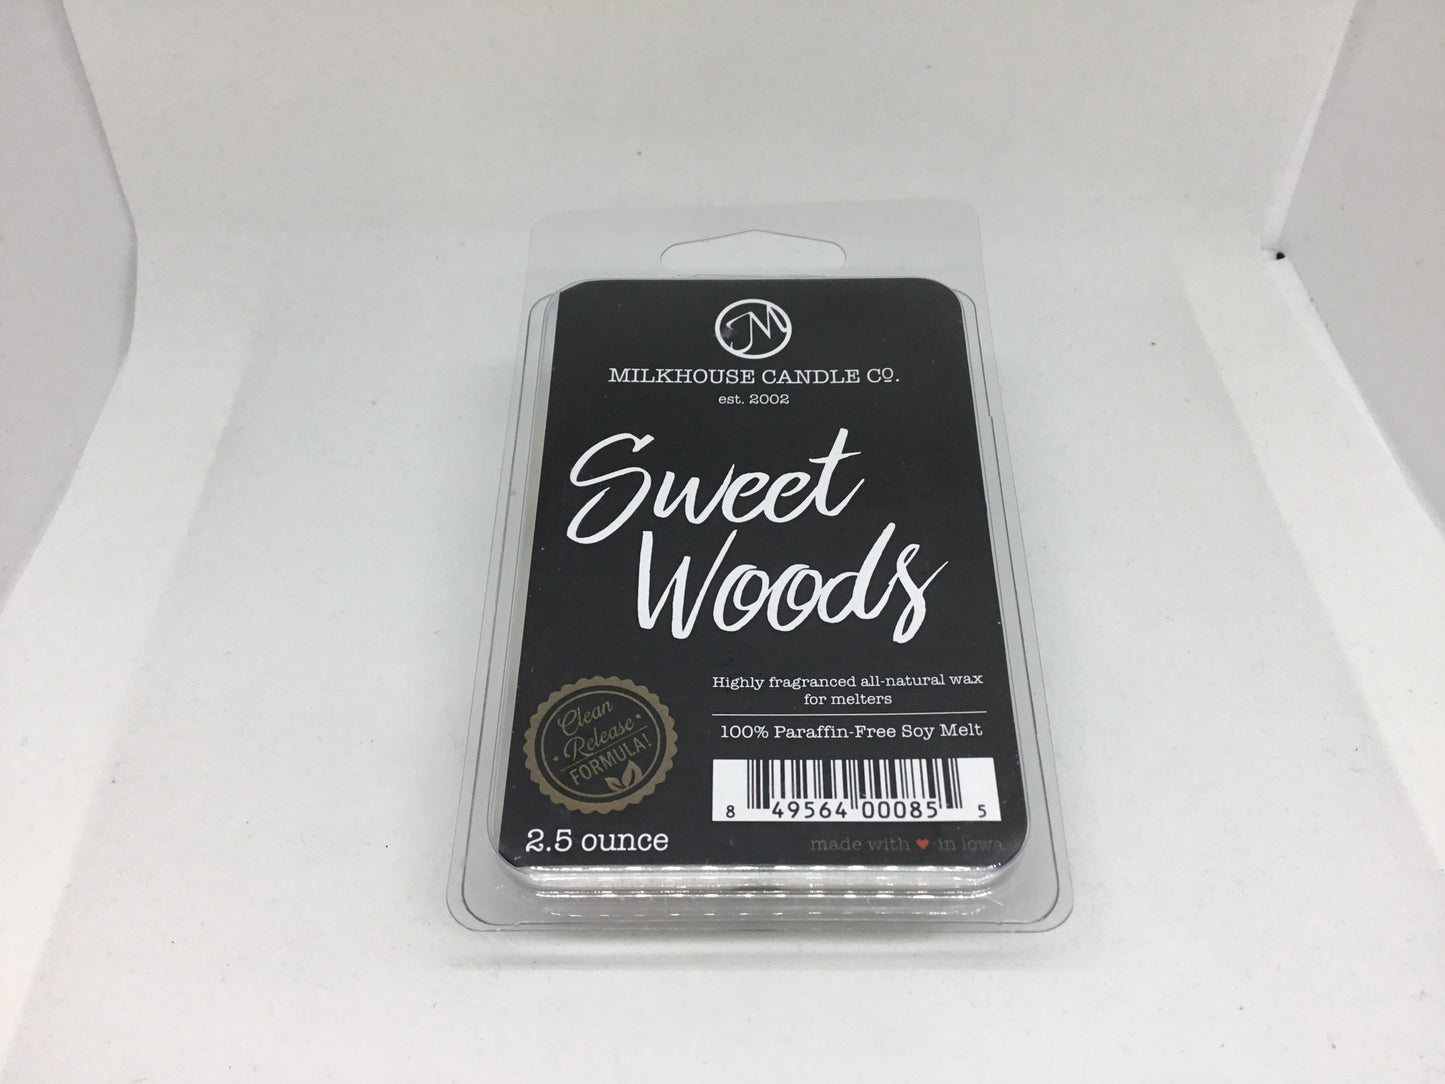 JM
MILKHOUSE CANDLE Cº.
est. 2002
Sweet
Woods
Highly fragranced all-natural wax
for melters
100% Paraffin-Free Soy Melt
Clean
Release
FORMULA!
8 49564 00085 5
2.5 ounce
made with ♥ in Iowa